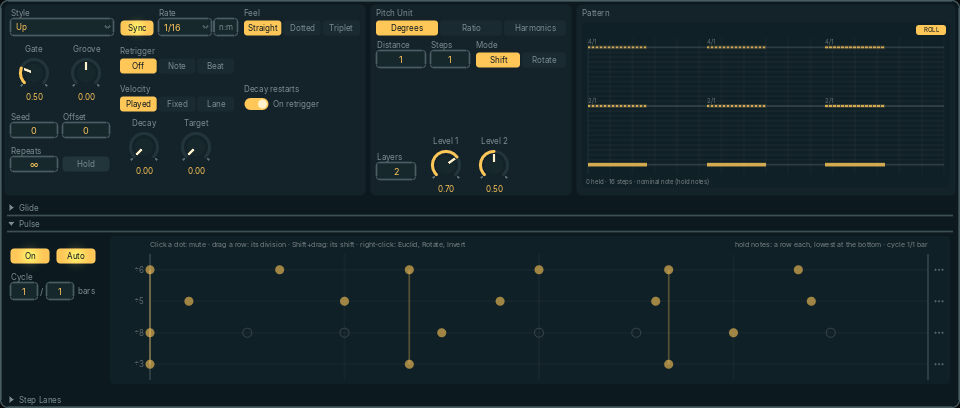 Style
Up
Sync
Rate
1/16
n:m
Feel
Straight Dotted Triplet
Gate
0.50
Groove
0.00
Retrigger
Off Note Beat
Velocity
Played Fixed Lane
Decay restarts
On retrigger
Seed
0
Offset
0
Repeats
∞
Hold
Decay
0.00
Target
0.00
Pitch Unit
Degrees Ratio Harmonics
Distance
1
Steps
1
Mode
Shift Rotate
Layers
2
Level 1
0.70
Level 2
0.50
Pattern
ROLL
4/1 4/1 4/1
2/1 2/1 2/1
0 held · 16 steps · nominal note (hold notes)
Glide
Pulse
On Auto
Cycle
1 / 1 bars
Click a dot: mute · drag a row: its division · Shift+drag: its shift · right-click: Euclid, Rotate, Invert
hold notes: a row each, lowest at the bottom · cycle 1/1 bar
÷6
÷5
÷8
÷3
Step Lanes